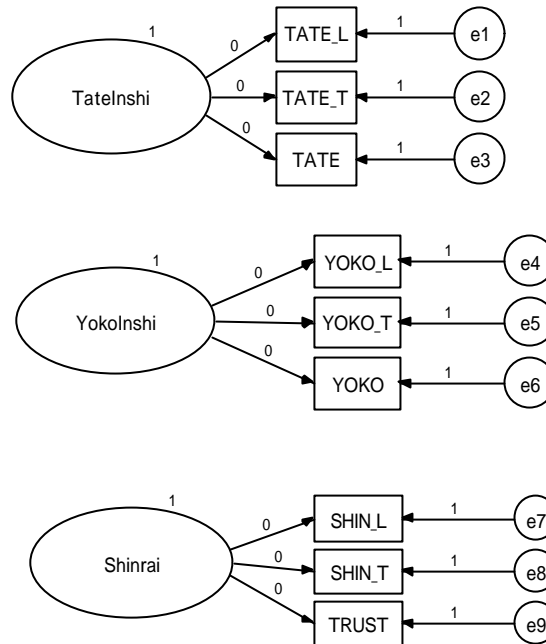 1
0
TATE_L
1
e1
TateInshi
0
TATE_T
1
e2
0
TATE
1
e3
1
0
YOKO_L
1
e4
YokoInshi
0
YOKO_T
1
e5
0
YOKO
1
e6
1
0
SHIN_L
1
e7
Shinrai
0
SHIN_T
1
e8
0
TRUST
1
e9